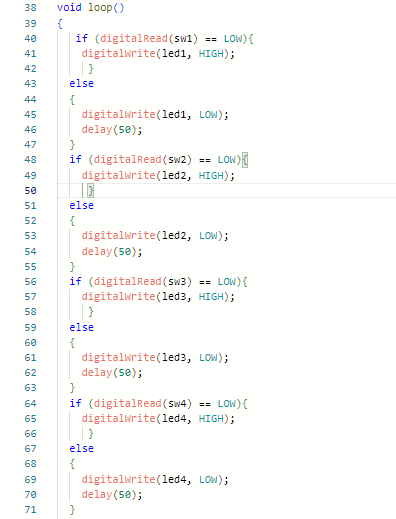 38 void loop()
39 {
40 if (digitalRead(sw1) == LOW){
41 digitalWrite(led1, HIGH);
42 }
43 else
44 {
45 digitalWrite(led1, LOW);
46 delay(50);
47 }
48 if (digitalRead(sw2) == LOW){
49 digitalWrite(led2, HIGH);
50 }
51 else
52 {
53 digitalWrite(led2, LOW);
54 delay(50);
55 }
56 if (digitalRead(sw3) == LOW){
57 digitalWrite(led3, HIGH);
58 }
59 else
60 {
61 digitalWrite(led3, LOW);
62 delay(50);
63 }
64 if (digitalRead(sw4) == LOW){
65 digitalWrite(led4, HIGH);
66 }
67 else
68 {
69 digitalWrite(led4, LOW);
70 delay(50);
71 }